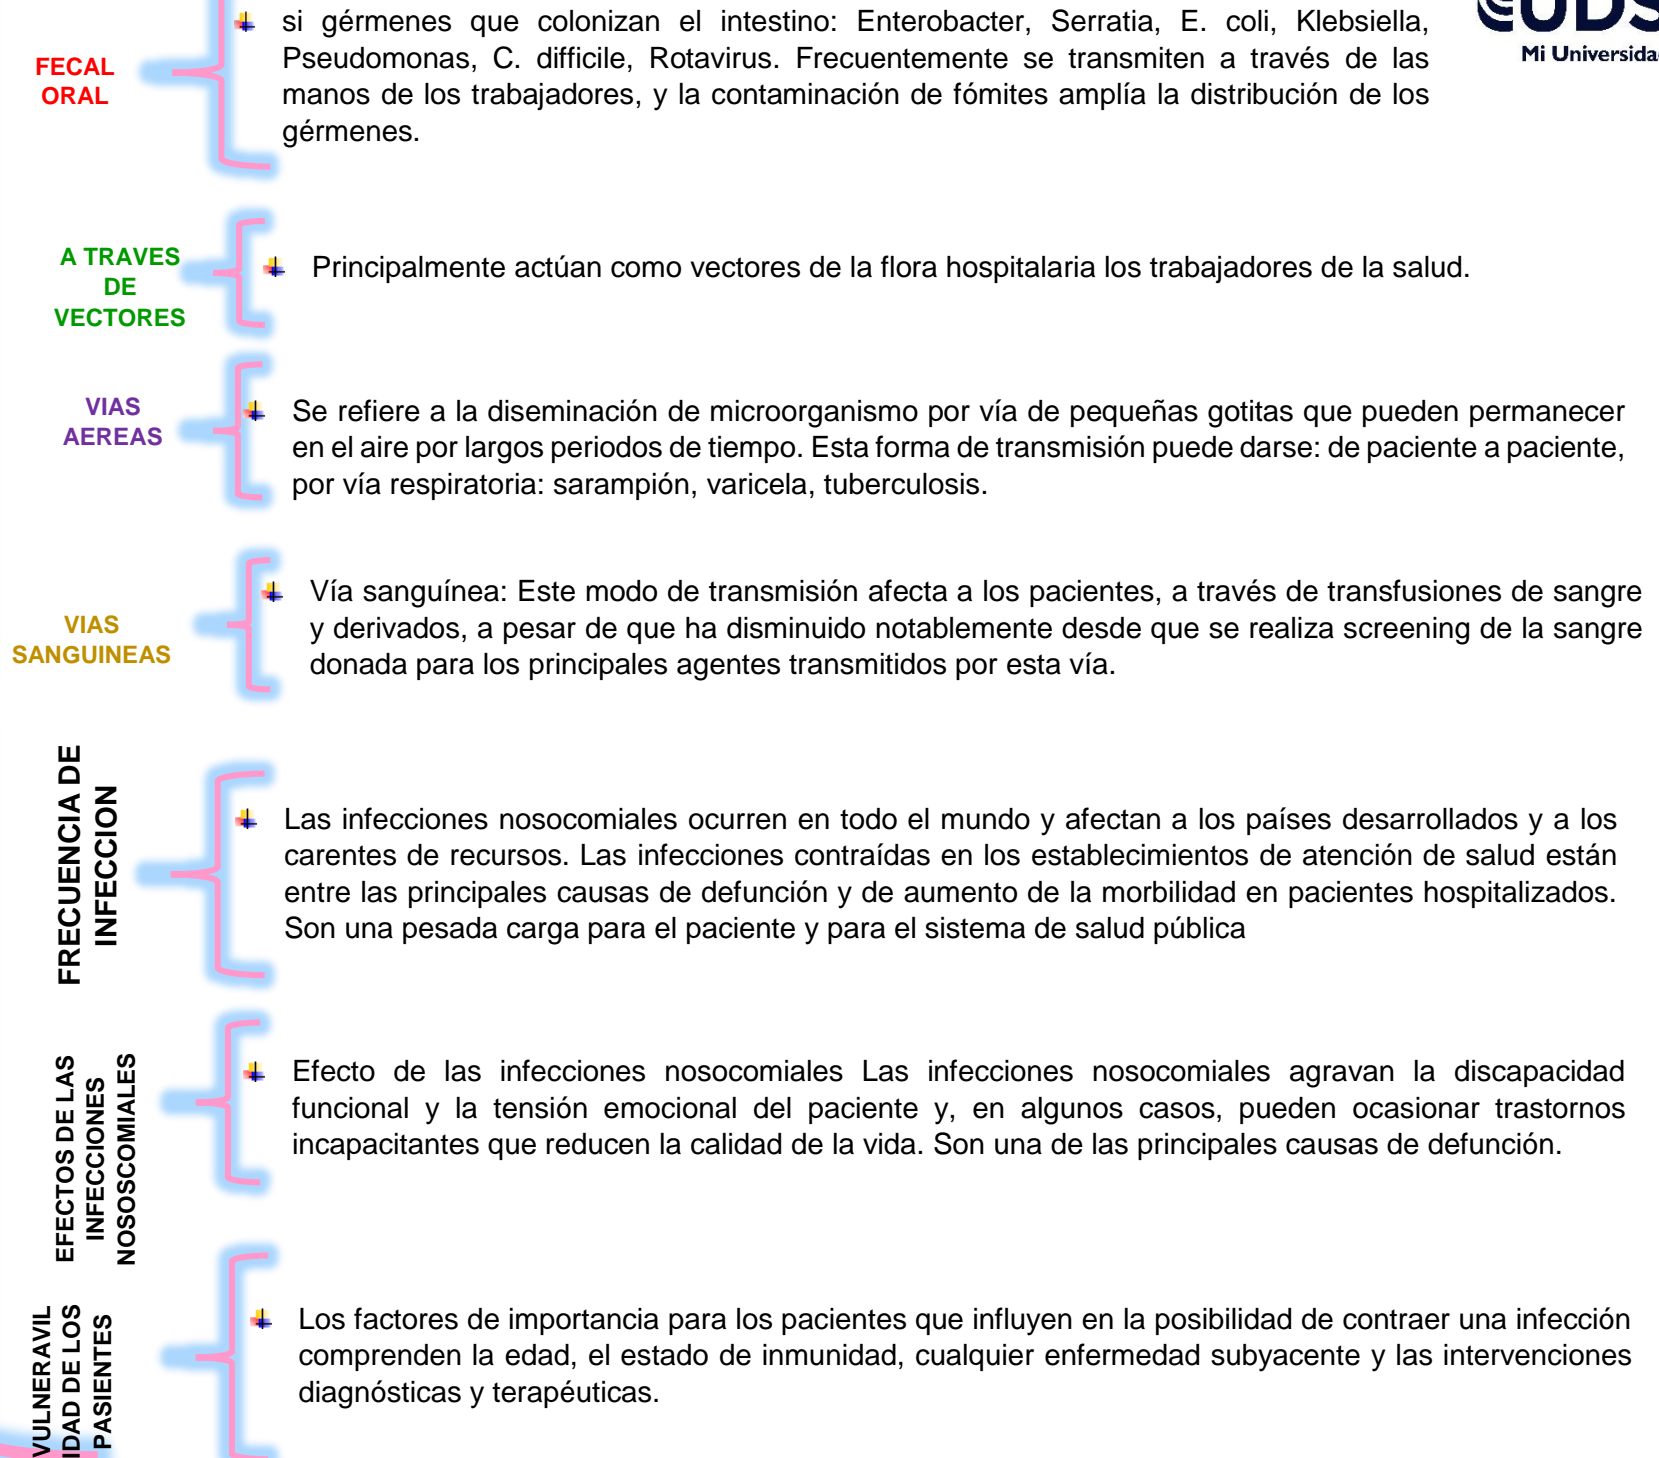 si gérmenes que colonizan el intestino: Enterobacter, Serratia, E. coli, Klebsiella,
Pseudomonas, C. difficile, Rotavirus. Frecuentemente se transmiten a través de las
manos de los trabajadores, y la contaminación de fómites amplía la distribución de los
gérmenes.
FECAL
ORAL
UDS
Mi Universida
A TRAVES
DE
VECTORES
Principalmente actúan como vectores de la flora hospitalaria los trabajadores de la salud.
VIAS
AEREAS
Se refiere a la diseminación de microorganismo por vía de pequeñas gotitas que pueden permanecer
en el aire por largos periodos de tiempo. Esta forma de transmisión puede darse: de paciente a paciente,
por vía respiratoria: sarampión, varicela, tuberculosis.
VIAS
SANGUINEAS
Vía sanguínea: Este modo de transmisión afecta a los pacientes, a través de transfusiones de sangre
y derivados, a pesar de que ha disminuido notablemente desde que se realiza screening de la sangre
donada para los principales agentes transmitidos por esta vía.
FRECUENCIA DE
INFECCION
Las infecciones nosocomiales ocurren en todo el mundo y afectan a los países desarrollados y a los
carentes de recursos. Las infecciones contraídas en los establecimientos de atención de salud están
entre las principales causas de defunción y de aumento de la morbilidad en pacientes hospitalizados.
Son una pesada carga para el paciente y para el sistema de salud pública
EFECTOS DE LAS
INFECCIONES
NOSOSCOMIALES
Efecto de las infecciones nosocomiales Las infecciones nosocomiales agravan la discapacidad
funcional y la tensión emocional del paciente y, en algunos casos, pueden ocasionar trastornos
incapacitantes que reducen la calidad de la vida. Son una de las principales causas de defunción.
VULNERAVIL
IDAD DE LOS
PASIENTES
Los factores de importancia para los pacientes que influyen en la posibilidad de contraer una infección
comprenden la edad, el estado de inmunidad, cualquier enfermedad subyacente y las intervenciones
diagnósticas y terapéuticas.